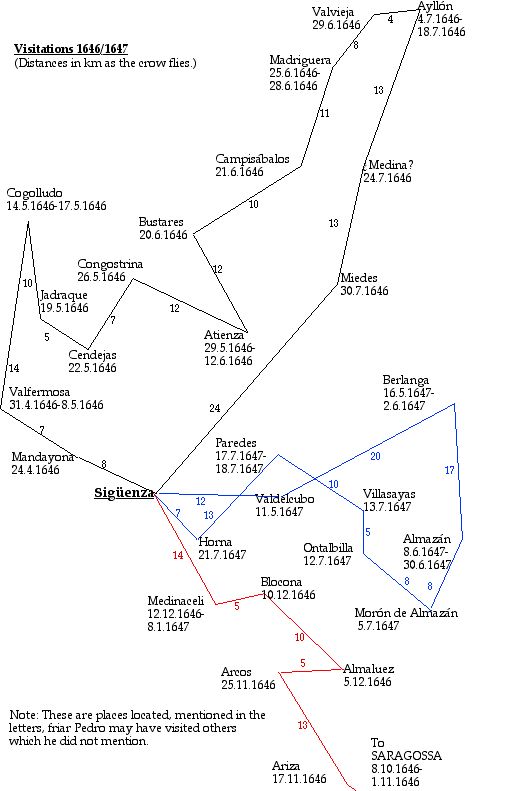 Visitations 1646/1647
(Distances in km as the crow flies.)
Valvieja
29.6.1646
4
Ayllón
4.7.1646-
18.7.1646
8
Madriguera
25.6.1646-
28.6.1646
13
11
Campisábalos
21.6.1646
¿Medina?
24.7.1646
Cogolludo
14.5.1646-17.5.1646
10
Bustares
20.6.1646
13
Congostrina
26.5.1646
12
Miedes
30.7.1646
10
Jadraque
19.5.1646
7
12
5
Cendejas
22.5.1646
Atienza
29.5.1646-
12.6.1646
14
Valfermosa
31.4.1646-8.5.1646
24
Berlanga
16.5.1647-
2.6.1647
7
Mandayona
24.4.1646
8
Paredes
17.7.1647-
18.7.1647
20
17
10
Sigüenza
12
Valdelcubo
11.5.1647
Villasayas
13.7.1647
7
13
5
Horna
21.7.1647
Ontalbilla
12.7.1647
Almazán
8.6.1647-
30.6.1647
14
8
8
Blocona
10.12.1646
Medinaceli
12.12.1646-
8.1.1647
5
Morón de Almazán
5.7.1647
10
5
Arcos
25.11.1646
Almaluez
5.12.1646
13
Note: These are places located, mentioned in the
letters, friar Pedro may have visited others
which he did not mention.
Ariza
17.11.1646
To
SARAGOSSA
8.10.1646-
1.11.1646